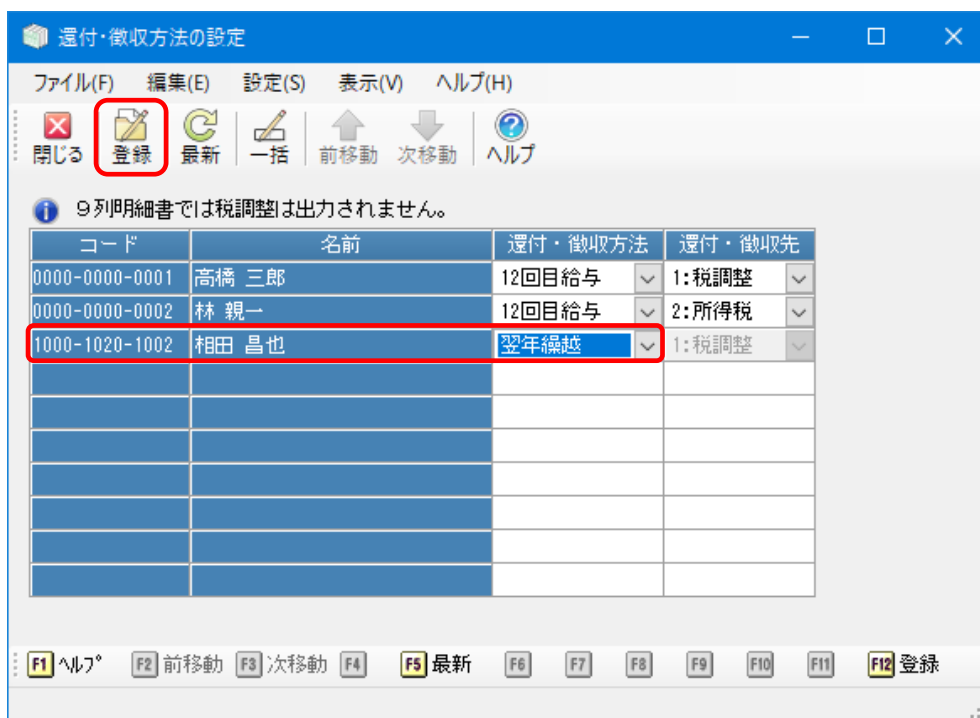 還付・徴収方法の設定
ファイル(F) 編集(E) 設定(S) 表示(V) ヘルプ(H)
閉じる 登録 最新 一括 前移動 次移動 ヘルプ
９列明細書では税調整は出力されません。
コード 名前 還付・徴収方法 還付・徴収先
0000-0000-0001 高橋 三郎 12回目給与 1:税調整
0000-0000-0002 林 親一 12回目給与 2:所得税
1000-1020-1002 相田 昌也 翌年繰越 1:税調整
F1 ﾍﾙﾌﾟ F2 前移動 F3 次移動 F4 F5 最新 F6 F7 F8 F9 F10 F11 F12 登録